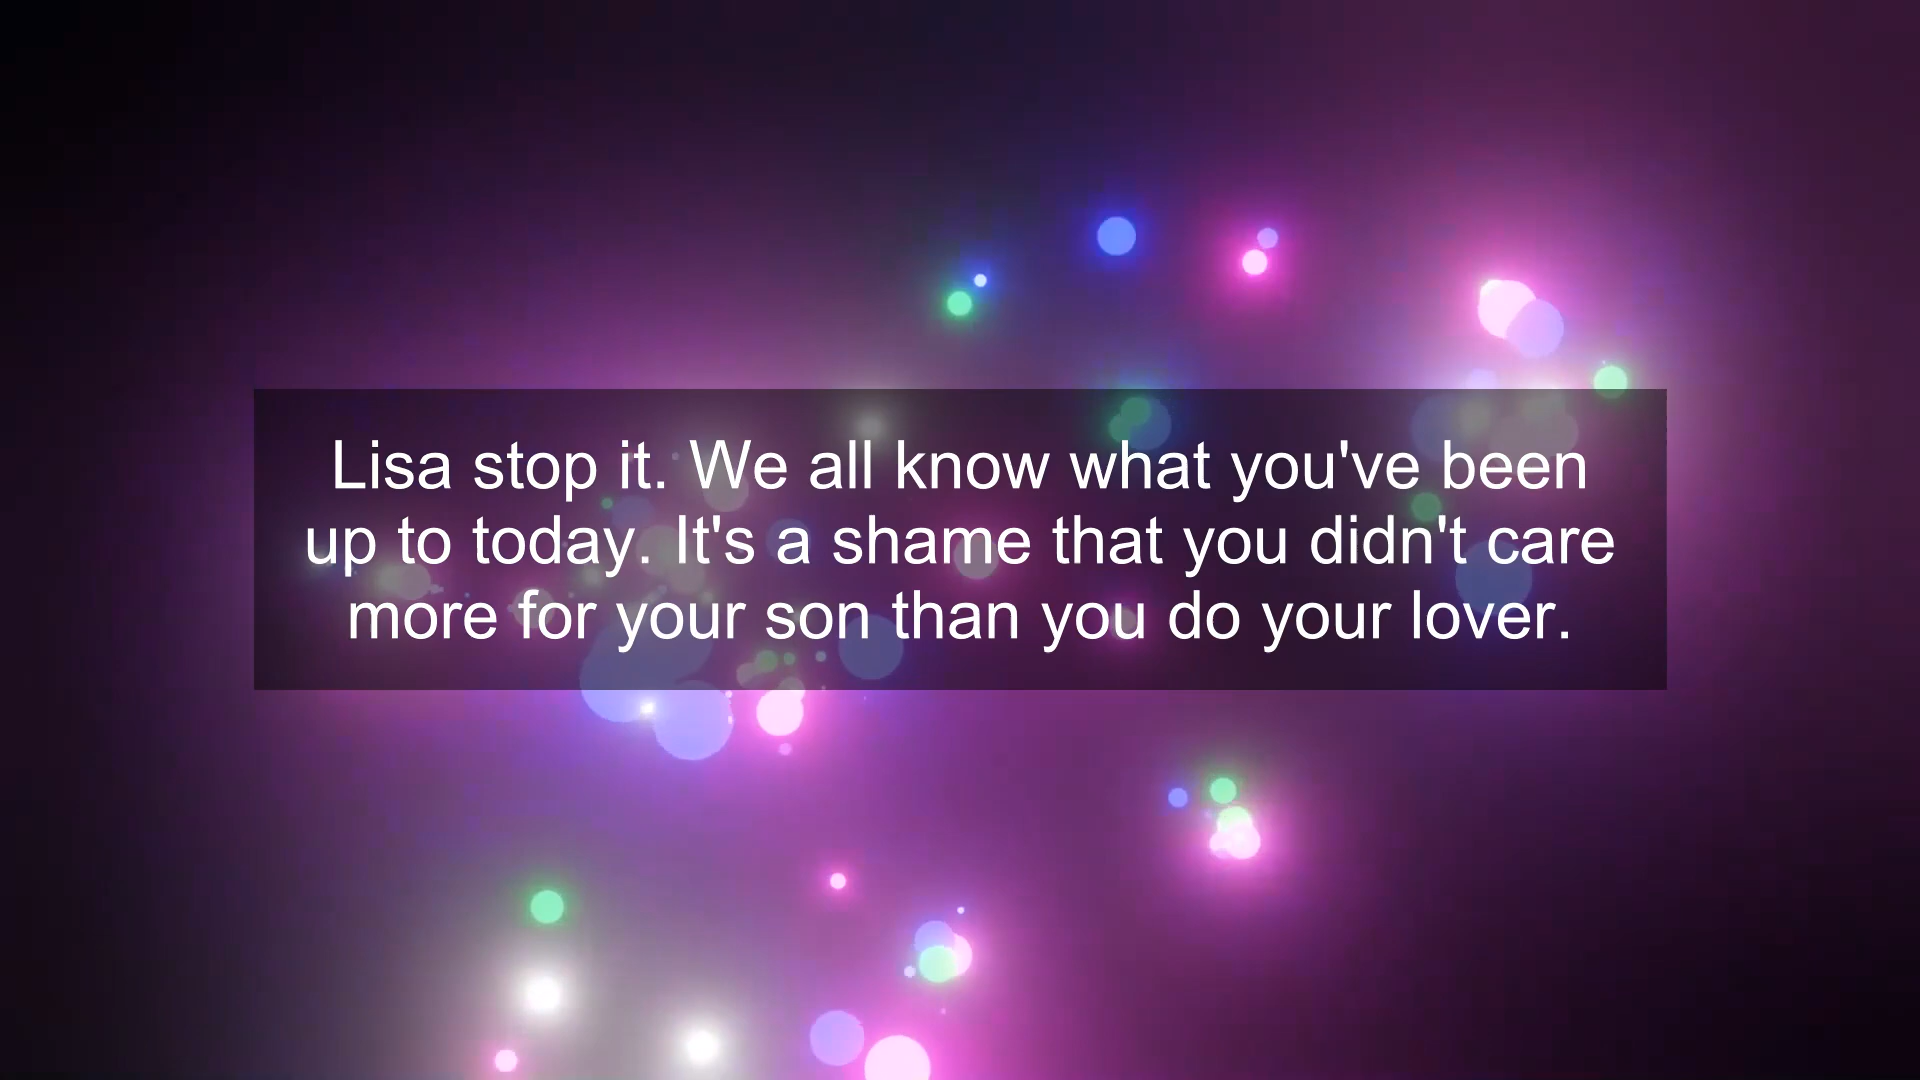 Lisa stop it. We all know what you've been
up to today. It's a shame that you didn't care
more for your son than you do your lover.